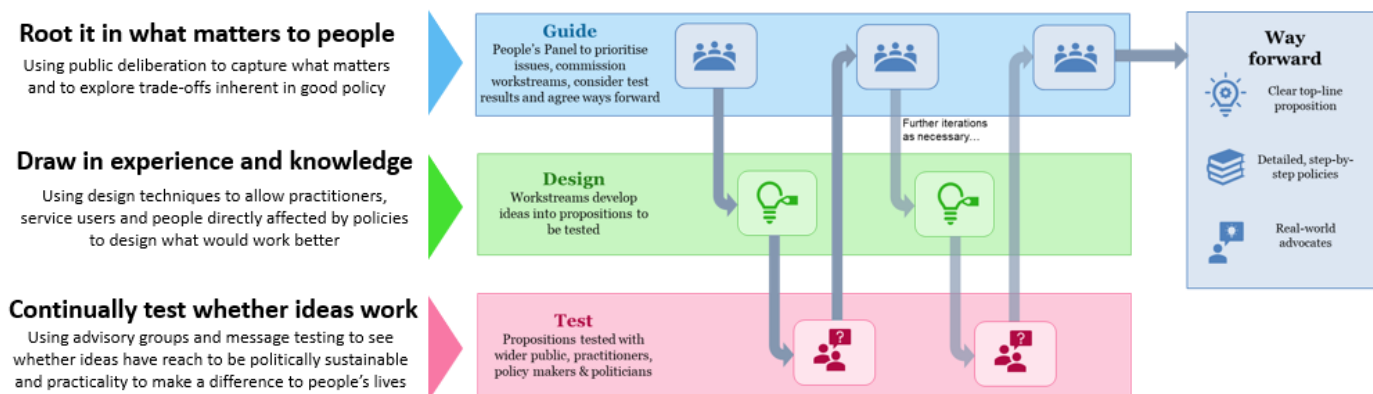 Root it in what matters to people
Using public deliberation to capture what matters
and to explore trade-offs inherent in good policy
Guide
People's Panel to prioritise
issues, commission
workstreams, consider test
results and agree ways forward
Further iterations
as necessary...
Way
forward
Clear top-line
proposition
Detailed, step-by-
step policies
Real-world
advocates
Draw in experience and knowledge
Using design techniques to allow practitioners,
service users and people directly affected by policies
to design what would work better
Design
Workstreams develop
ideas into propositions to
be tested
Continually test whether ideas work
Using advisory groups and message testing to see
whether ideas have reach to be politically sustainable
and practicality to make a difference to people's lives
Test
Propositions tested with
wider public, practitioners,
policy makers & politicians
?
?